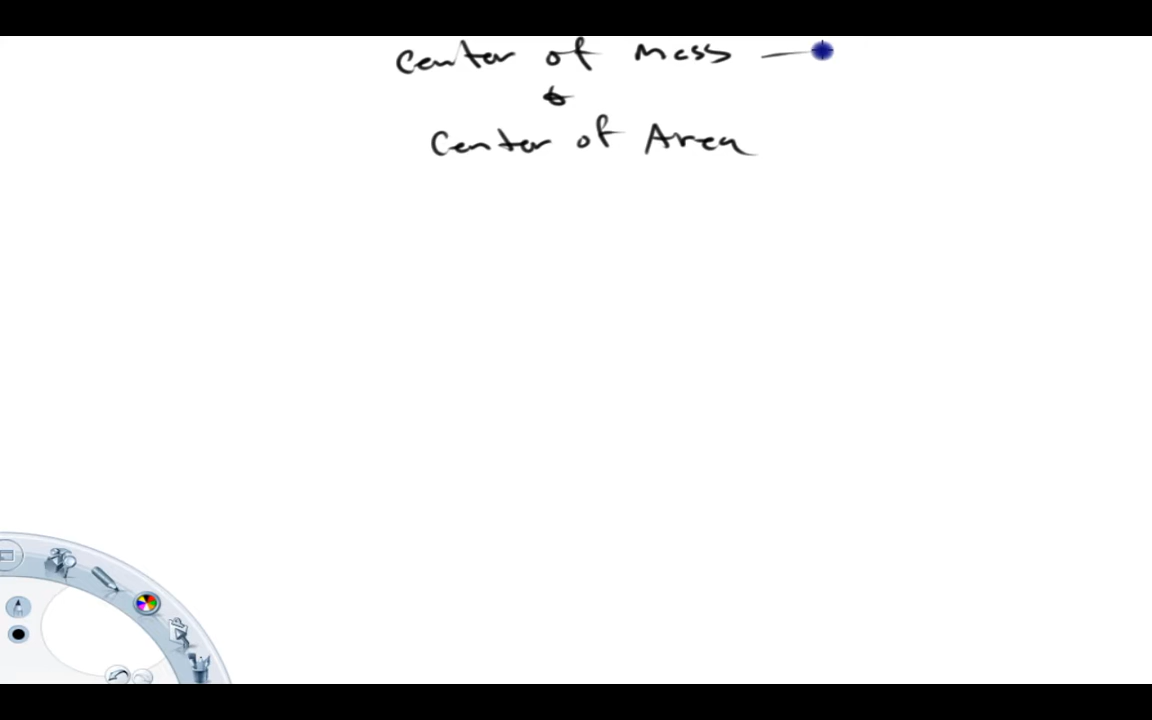 Center of Mass —
&
Center of Area